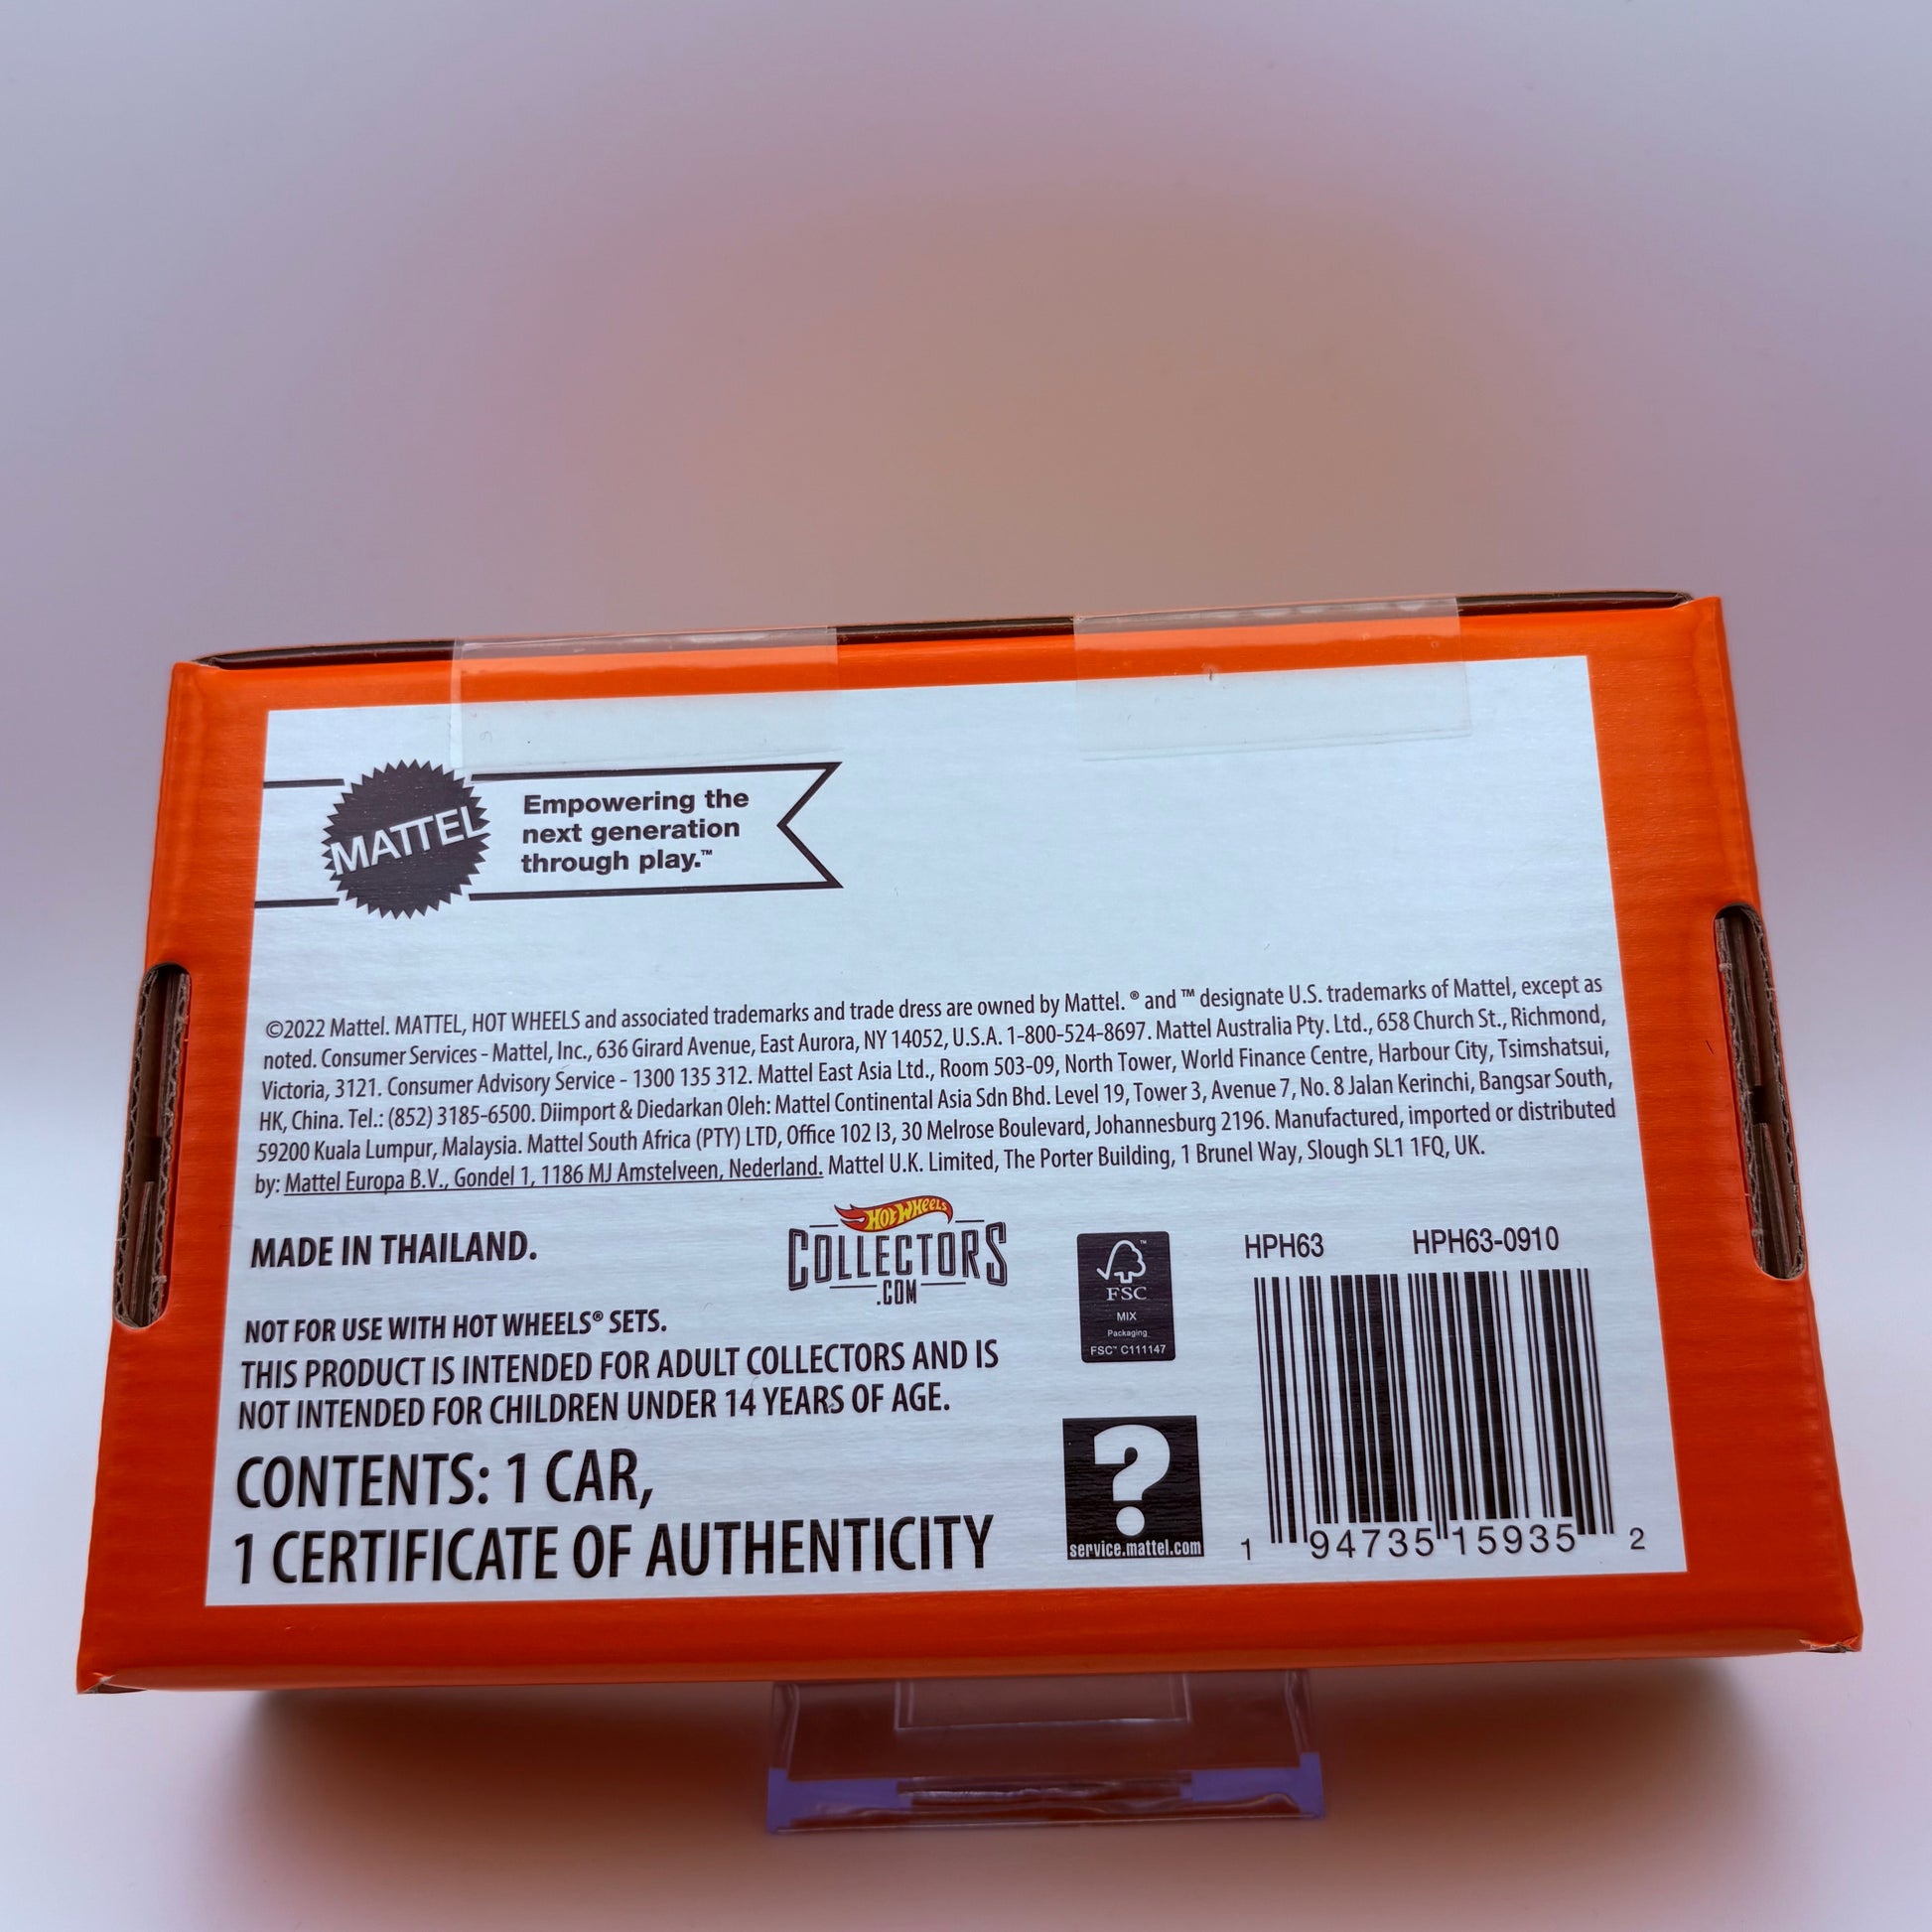 MATTEL
Empowering the
next generation
through play.™
©2022 Mattel. MATTEL, HOT WHEELS and associated trademarks and trade dress are owned by Mattel. ® and ™ designate U.S. trademarks of Mattel, except as
noted. Consumer Services - Mattel, Inc., 636 Girard Avenue, East Aurora, NY 14052, U.S.A. 1-800-524-8697. Mattel Australia Pty. Ltd., 658 Church St., Richmond,
Victoria, 3121. Consumer Advisory Service - 1300 135 312. Mattel East Asia Ltd., Room 503-09, North Tower, World Finance Centre, Harbour City, Tsimshatsui,
HK, China. Tel.: (852) 3185-6500. Diimport & Diedarkan Oleh: Mattel Continental Asia Sdn Bhd. Level 19, Tower 3, Avenue 7, No. 8 Jalan Kerinchi, Bangsar South,
59200 Kuala Lumpur, Malaysia. Mattel South Africa (PTY) LTD, Office 102 I3, 30 Melrose Boulevard, Johannesburg 2196. Manufactured, imported or distributed
by: Mattel Europa B.V., Gondel 1, 1186 MJ Amstelveen, Nederland. Mattel U.K. Limited, The Porter Building, 1 Brunel Way, Slough SL1 1FQ, UK.
MADE IN THAILAND.
HOT WHEELS
COLLECTORS
.COM
NOT FOR USE WITH HOT WHEELS® SETS.
THIS PRODUCT IS INTENDED FOR ADULT COLLECTORS AND IS
NOT INTENDED FOR CHILDREN UNDER 14 YEARS OF AGE.
CONTENTS: 1 CAR,
1 CERTIFICATE OF AUTHENTICITY
™
FSC
MIX
Packaging
FSC™ C111147
?
service.mattel.com
HPH63 HPH63-0910
1 94735 15935 2